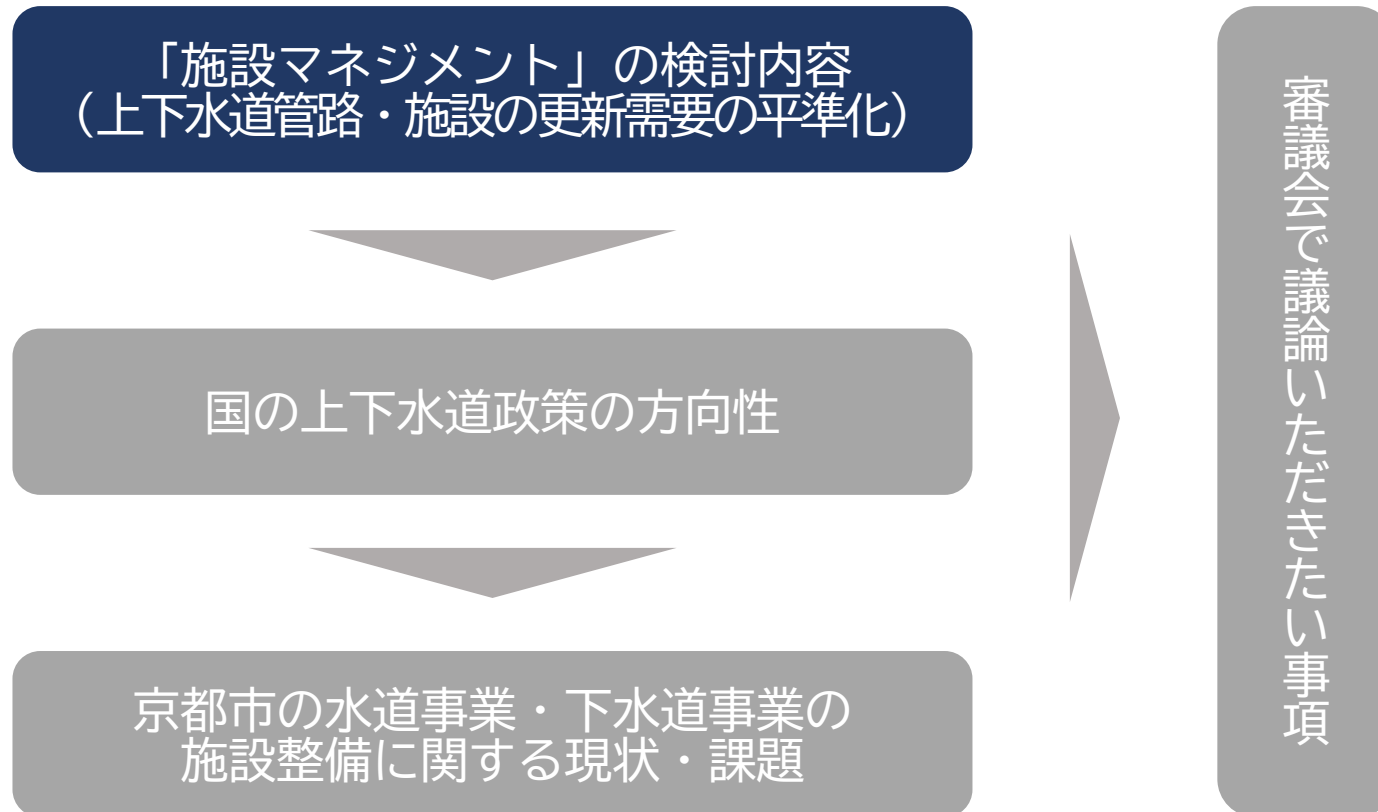 「施設マネジメント」の検討内容
（上下水道管路・施設の更新需要の平準化）
国の上下水道政策の方向性
京都市の水道事業・下水道事業の
施設整備に関する現状・課題
審議会で議論いただきたい事項